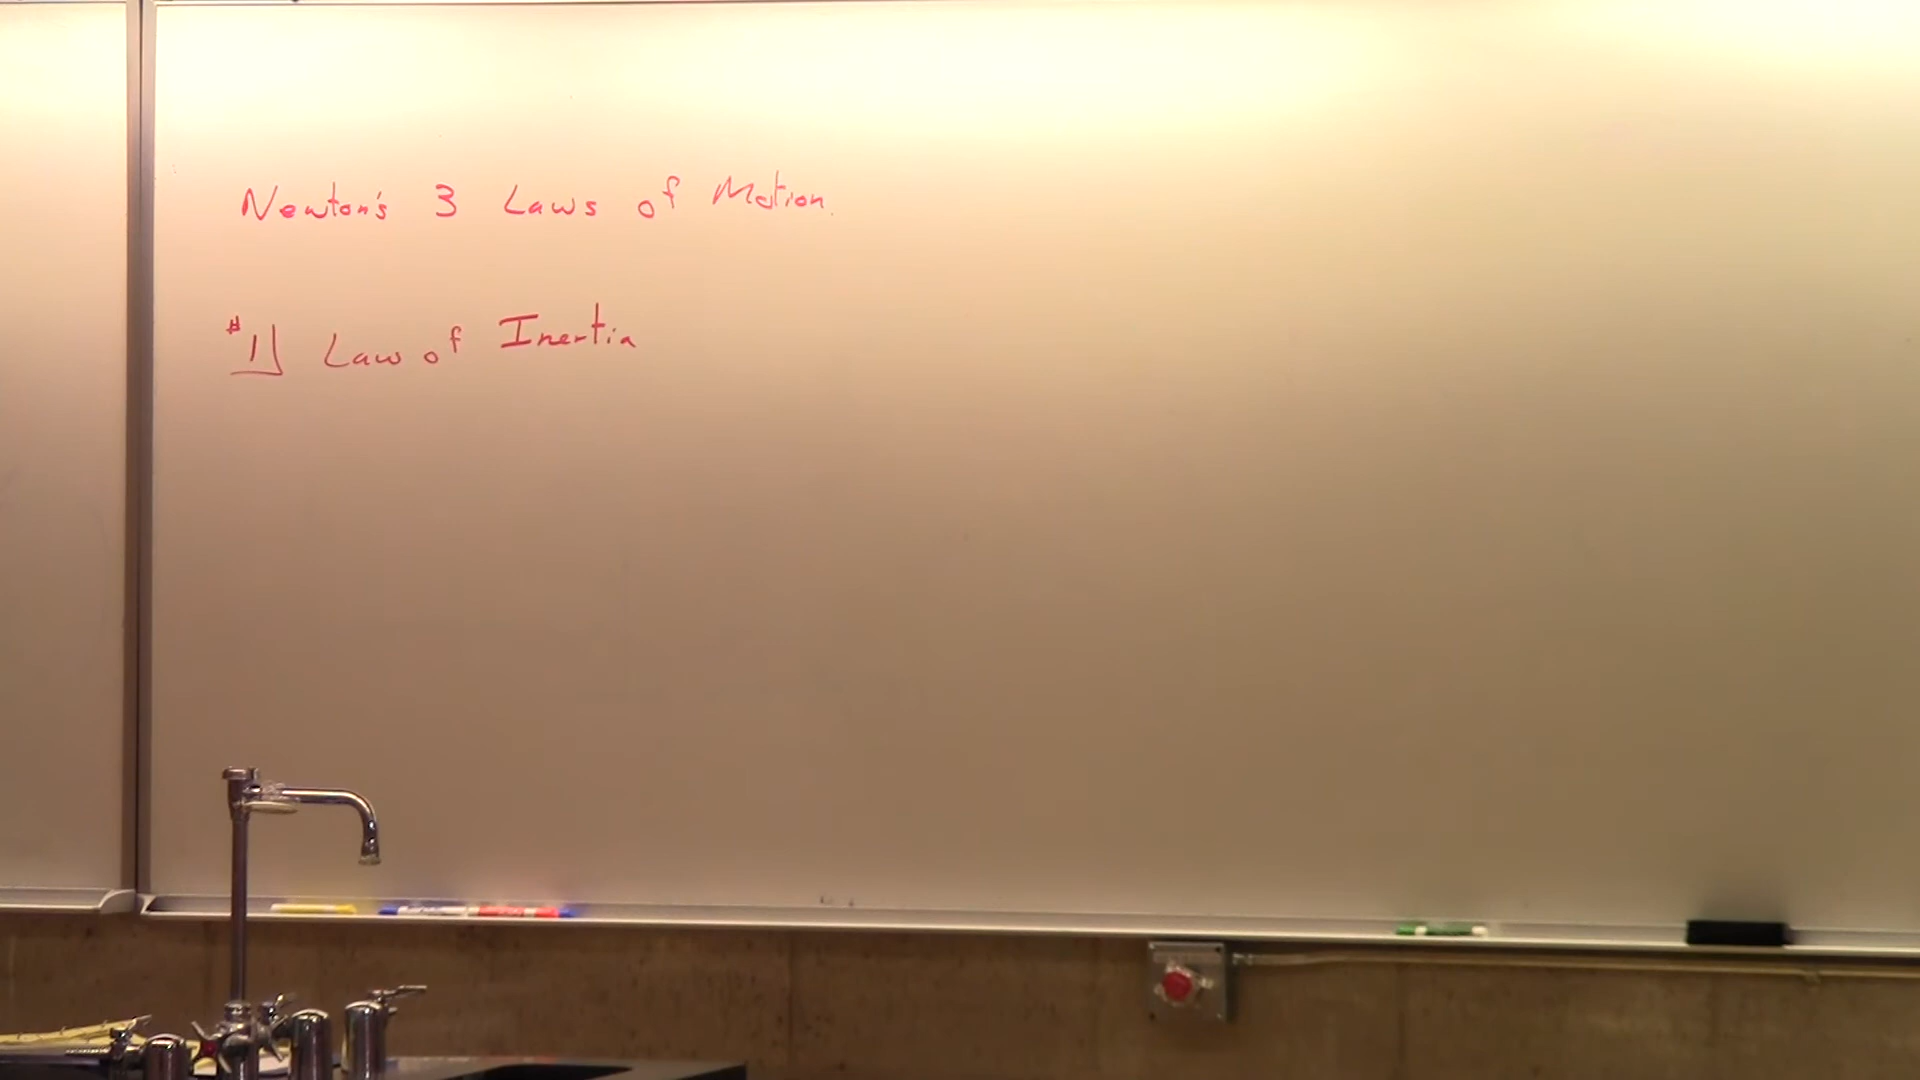 Newton's 3 Laws of Motion.
#1) Law of Inertia